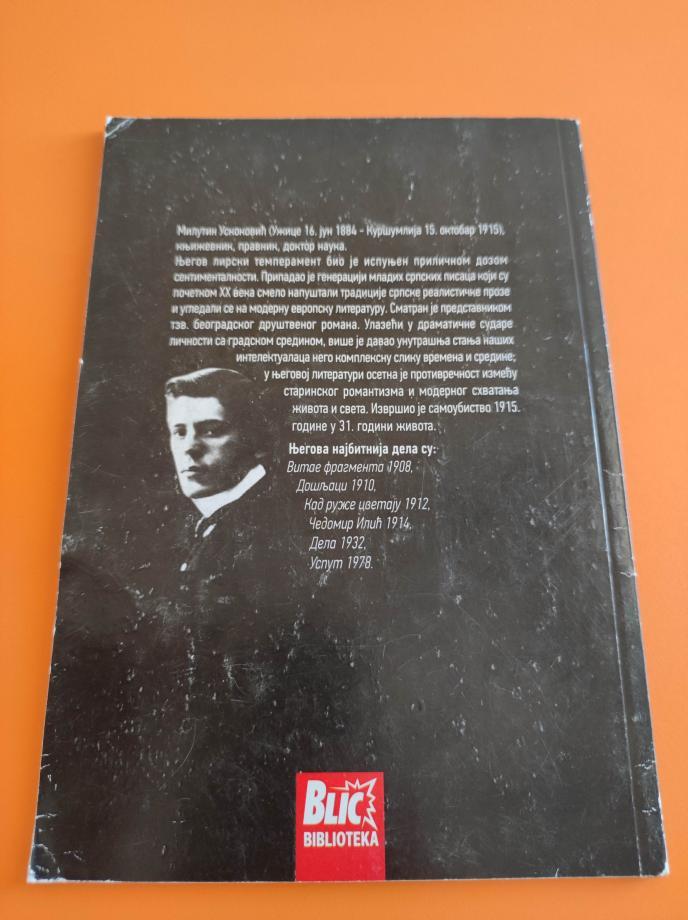 Милутин Ускоковић (Ужице 16. јун 1884 - Куршумлија 15. октобар 1915),
књижевник, правник, доктор наука.
Његов лирски темперамент био је испуњен приличном дозом
сентименталности. Припадао је генерацији младих српских писаца који су
почетком XX века смело напуштали традиције српске реалистичке прозе
и угледали се на модерну европску литературу. Сматран је представником
тзв. београдског друштвеног романа. Улазећи у драматичне сударе
личности са градском средином, више је давао унутрашња стања наших
интелектуалаца него комплексну слику времена и средине;
у његовој литератури осетна је противречност између
старинског романтизма и модерног схватања
живота и света. Извршио је самоубиство 1915.
године у 31. години живота.
Његова најбитнија дела су:
Витае фрагмента 1908,
Дошљаци 1910,
Кад руже цветају 1912,
Чедомир Илић 1914,
Дела 1932,
Успут 1978.
BLIC
BIBLIOTEKA